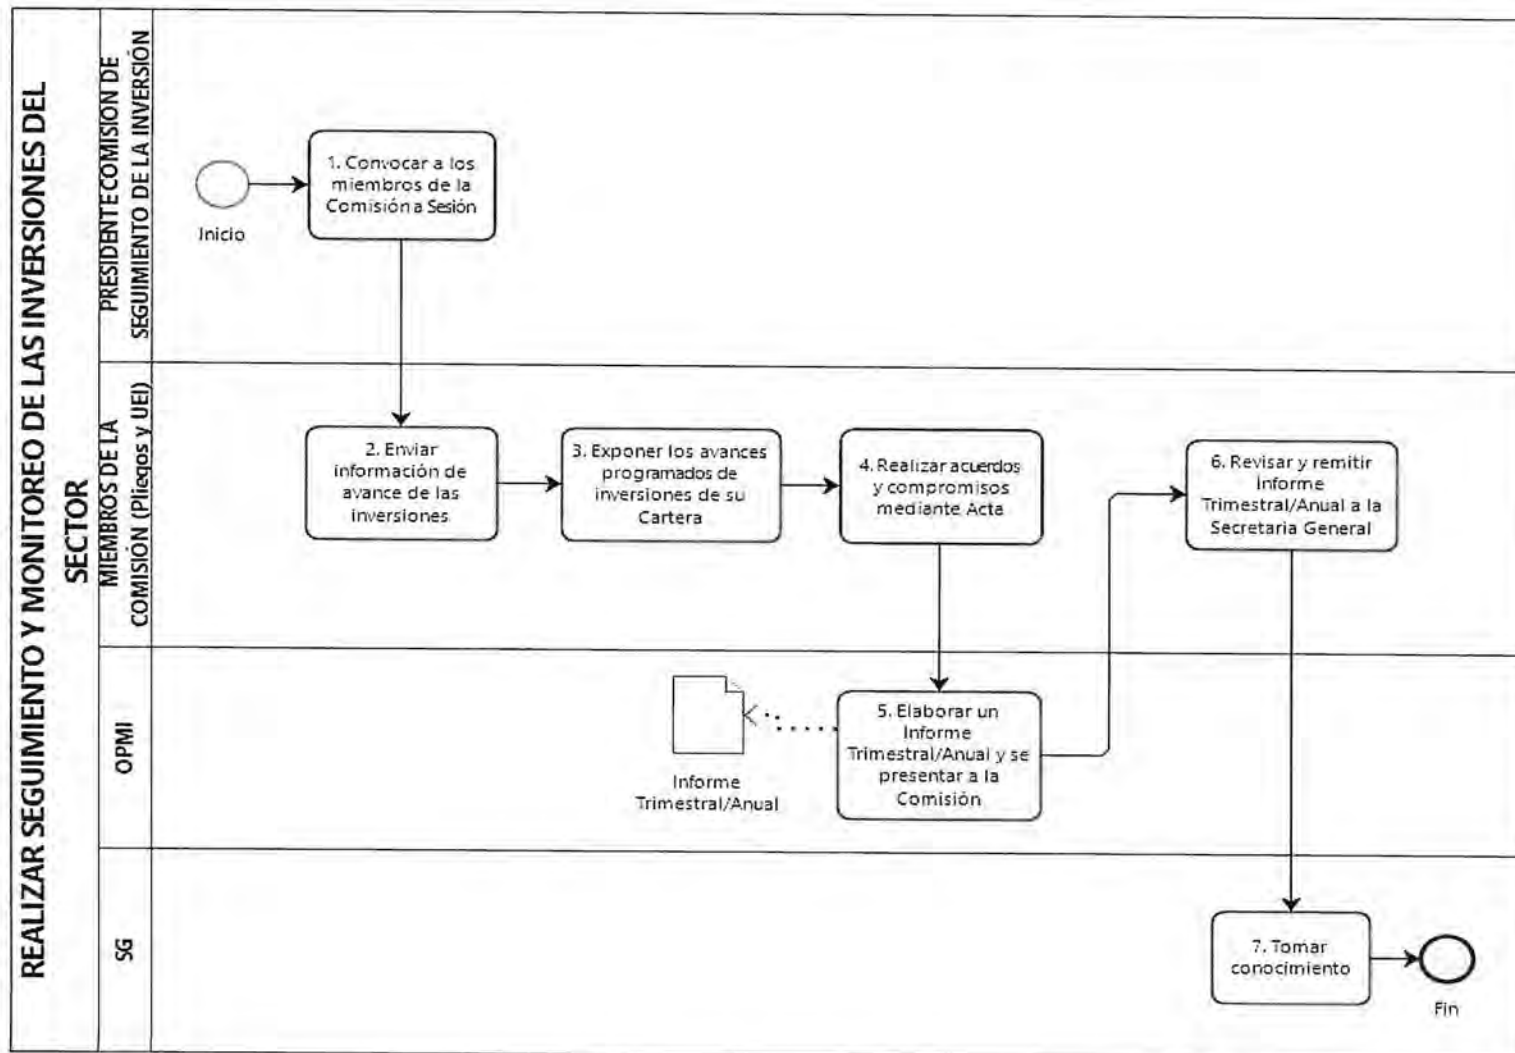 REALIZAR SEGUIMIENTO Y MONITOREO DE LAS INVERSIONES DEL
SECTOR
PRESIDENTE COMISION DE
SEGUIMIENTO DE LA INVERSIÓN
Inicio
1. Convocar a los
miembros de la
Comisión a Sesión
MIEMBROS DE LA
COMISIÓN (Pliegos y UEI)
2. Enviar
información de
avance de las
inversiones
3. Exponer los avances
programados de
inversiones de su
Cartera
4. Realizar acuerdos
y compromisos
mediante Acta
6. Revisar y remitir
Informe
Trimestral/Anual a la
Secretaria General
OPMI
Informe
Trimestral/Anual
5. Elaborar un
Informe
Trimestral/Anual y se
presentar a la
Comisión
SG
7. Tomar
conocimiento
Fin